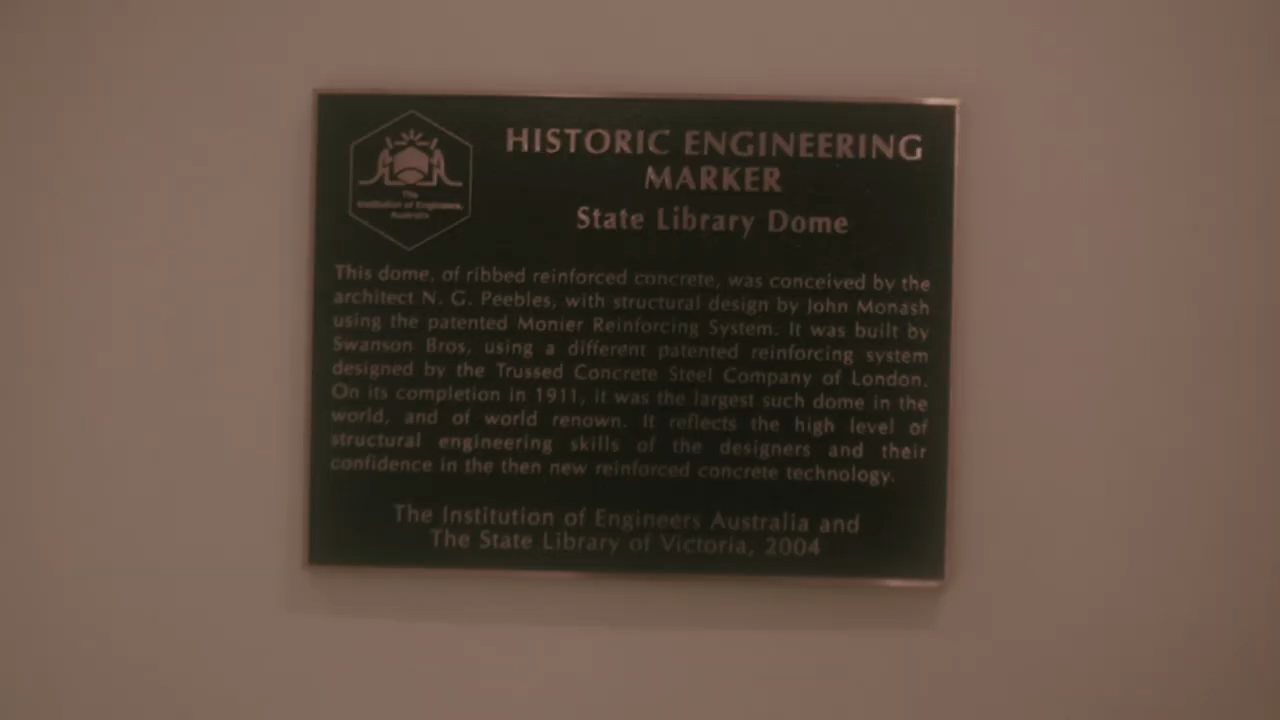 The
Institution of Engineers,
Australia
HISTORIC ENGINEERING
MARKER
State Library Dome
This dome, of ribbed reinforced concrete, was conceived by the
architect N. G. Peebles, with structural design by John Monash
using the patented Monier Reinforcing System. It was built by
Swanson Bros, using a different patented reinforcing system
designed by the Trussed Concrete Steel Company of London.
On its completion in 1911, it was the largest such dome in the
world, and of world renown. It reflects the high level of
structural engineering skills of the designers and their
confidence in the then new reinforced concrete technology.
The Institution of Engineers Australia and
The State Library of Victoria, 2004